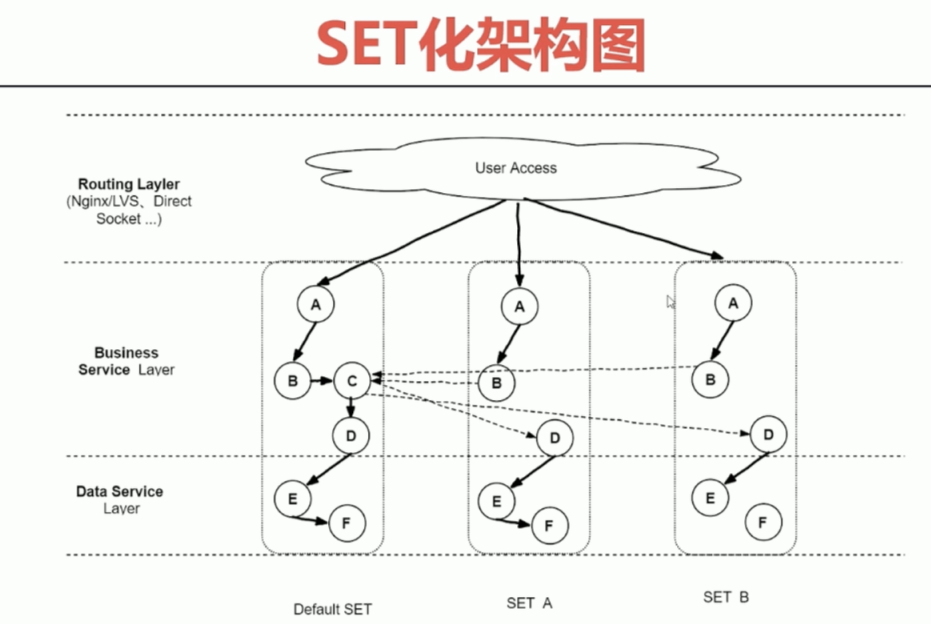 SET化架构图
User Access
Routing Layler
(Nginx/LVS、Direct
Socket ...)
A
A
A
Business
Service Layer
B
C
B
B
D
D
D
Data Service
Layer
E
F
E
F
E
F
Default SET
SET A
SET B